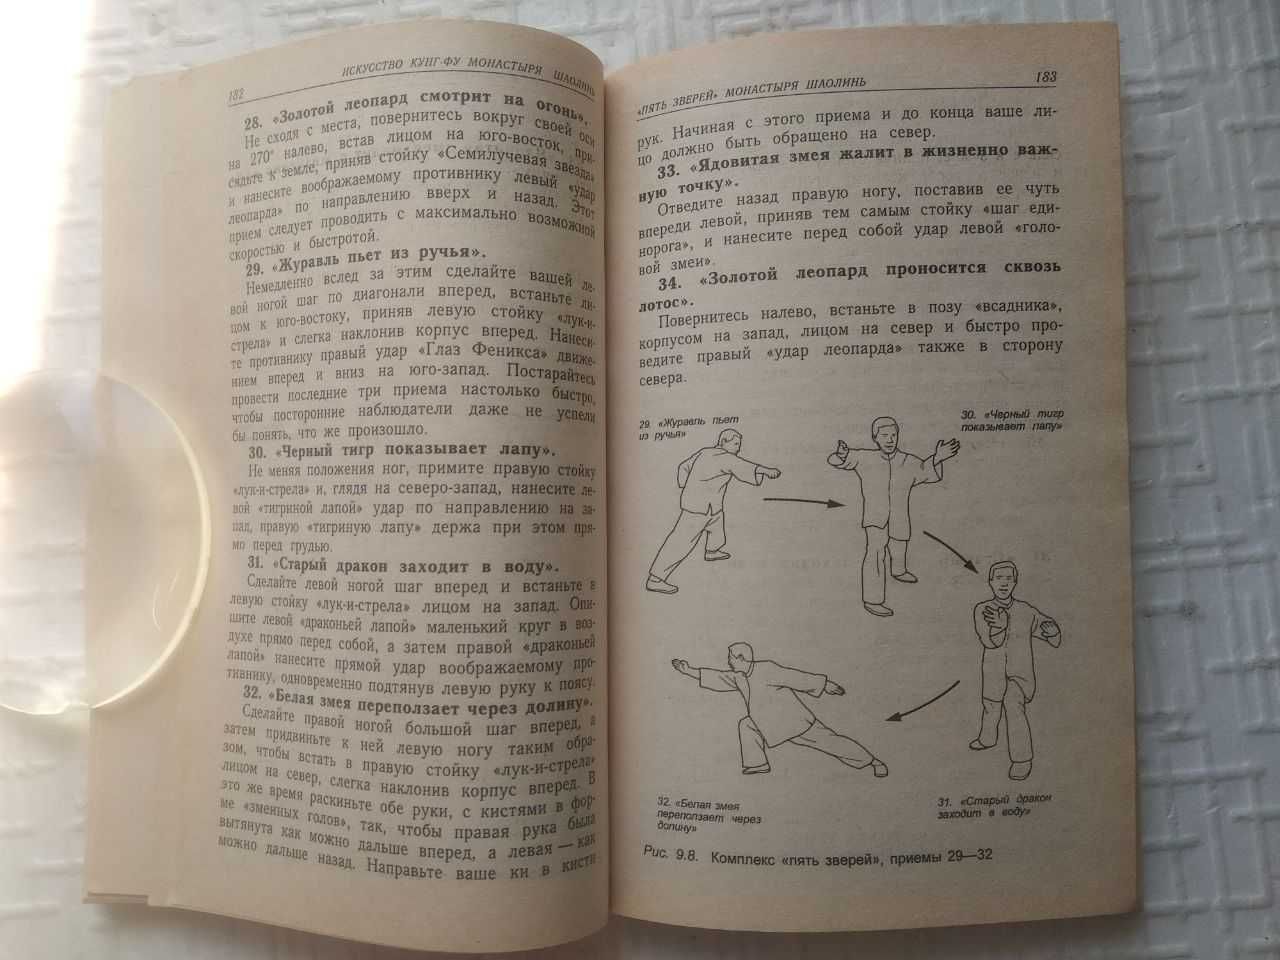 182
ИСКУССТВО КУНГ-ФУ МОНАСТЫРЯ ШАОЛИНЬ
28. «Золотой леопард смотрит на огонь».
Не сходя с места, повернитесь вокруг своей оси
на 270° налево, встав лицом на юго-восток, при-
сядьте к земле, приняв стойку «Семилучевая звезда»
и нанесите воображаемому противнику левый «удар
леопарда» по направлению вверх и назад. Этот
прием следует проводить с максимально возможной
скоростью и быстротой.
29. «Журавль пьет из ручья».
Немедленно вслед за этим сделайте вашей ле-
вой ногой шаг по диагонали вперед, встаньте ли-
цом к юго-востоку, приняв левую стойку «лук-и-
стрела» и слегка наклонив корпус вперед. Нанеси-
те противнику правый удар «Глаз Феникса» движе-
нием вперед и вниз на юго-запад. Постарайтесь
провести последние три приема настолько быстро,
чтобы посторонние наблюдатели даже не успели
бы понять, что же произошло.
30. «Черный тигр показывает лапу».
Не меняя положения ног, примите правую стойку
«лук-и-стрела» и, глядя на северо-запад, нанесите ле-
вой «тигриной лапой» удар по направлению на за-
пад, правую «тигриную лапу» держа при этом пря-
мо перед грудью.
31. «Старый дракон заходит в воду».
Сделайте левой ногой шаг вперед и встаньте в
левую стойку «лук-и-стрела» лицом на запад. Опи-
шите левой «драконьей лапой» маленький круг в воз-
духе прямо перед собой, а затем правой «драконьей
лапой» нанесите прямой удар воображаемому про-
тивнику, одновременно подтянув левую руку к поясу.
32. «Белая змея переползает через долину».
Сделайте правой ногой большой шаг вперед, а
затем придвиньте к ней левую ногу таким обра-
зом, чтобы встать в правую стойку «лук-и-стрела»
лицом на север, слегка наклонив корпус вперед. В
это же время раскиньте обе руки, с кистями в фор-
ме «змеиных голов», так, чтобы правая рука была
вытянута как можно дальше вперед, а левая — как
можно дальше назад. Направьте ваше ки в кисти
«ПЯТЬ ЗВЕРЕЙ» МОНАСТЫРЯ ШАОЛИНЬ
183
рук. Начиная с этого приема и до конца ваше ли-
цо должно быть обращено на север.
33. «Ядовитая змея жалит в жизненно важ-
ную точку».
Отведите назад правую ногу, поставив ее чуть
впереди левой, приняв тем самым стойку «шаг еди-
норога», и нанесите перед собой удар левой «голо-
вой змеи».
34. «Золотой леопард проносится сквозь
лотос».
Повернитесь налево, встаньте в позу «всадника»,
корпусом на запад, лицом на север и быстро про-
ведите правый «удар леопарда» также в сторону
севера.
29. «Журавль пьет
из ручья»
30. «Черный тигр
показывает лапу»
32. «Белая змея
переползает через
долину»
31. «Старый дракон
заходит в воду»
Рис. 9.8. Комплекс «пять зверей», приемы 29—32